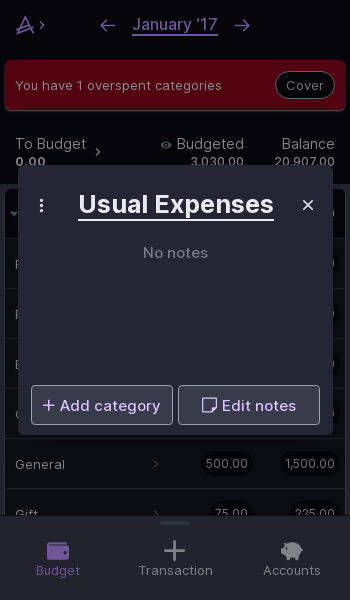 January ‘17
You have 1 overspent categories
Cover
To Budget
Budgeted
Balance
0.00
3,030.00
20,907.00
Usual Expenses
No notes
Add category
Edit notes
General
500.00
1,500.00
Gift
75.00
225.00
Budget
Transaction
Accounts